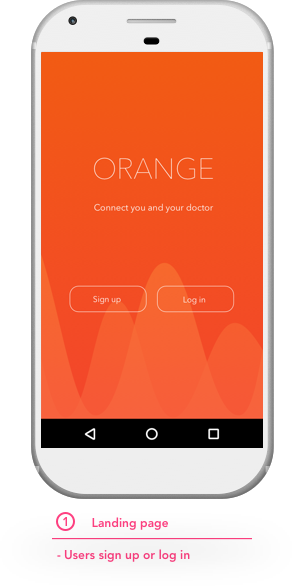 ORANGE
Connect you and your doctor
Sign up
Log in
1 Landing page
- Users sign up or log in